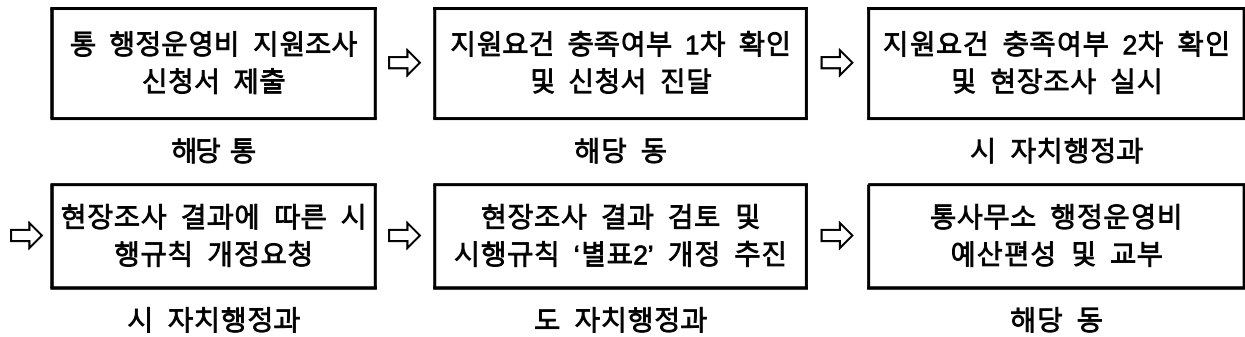 통 행정운영비 지원조사
신청서 제출
해당 통
지원요건 충족여부 1차 확인
및 신청서 진달
해당 동
지원요건 충족여부 2차 확인
및 현장조사 실시
시 자치행정과
현장조사 결과에 따른 시
행규칙 개정요청
시 자치행정과
현장조사 결과 검토 및
시행규칙 ‘별표2’ 개정 추진
도 자치행정과
통사무소 행정운영비
예산편성 및 교부
해당 동